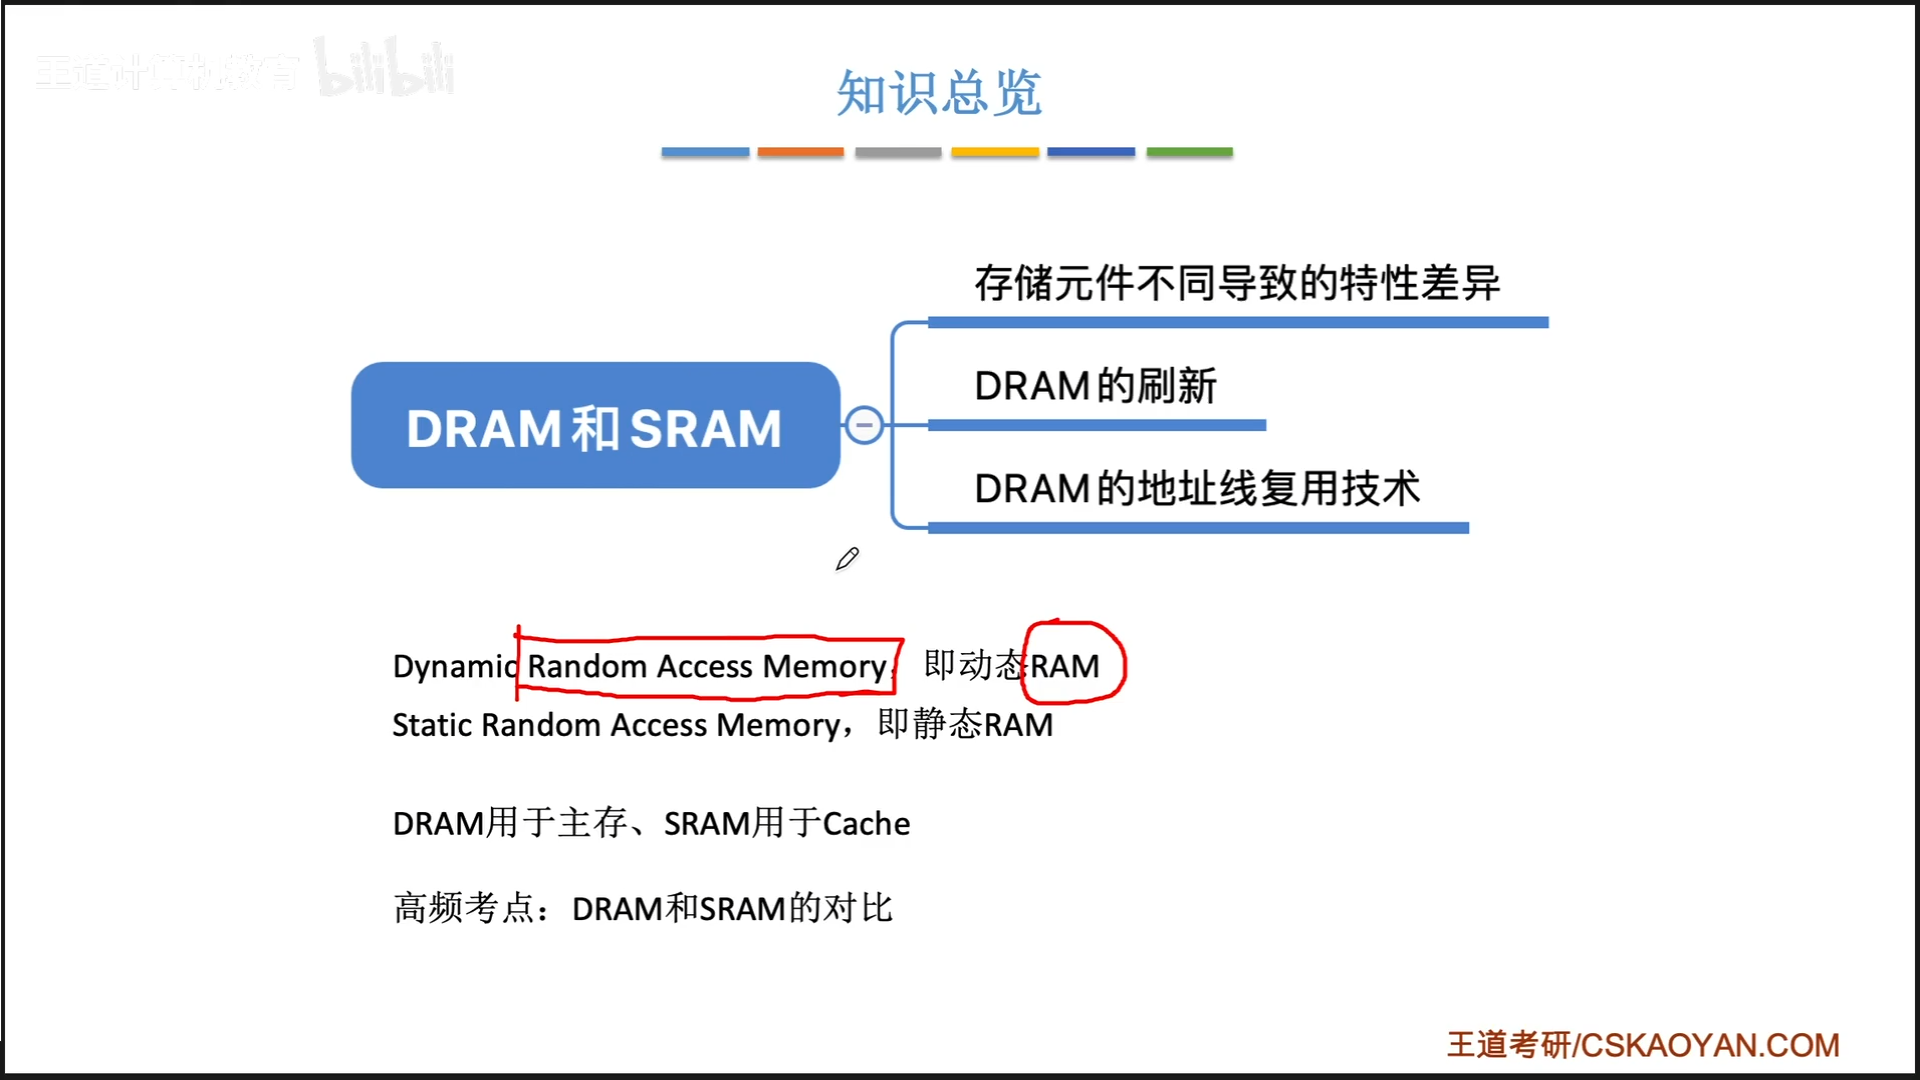 王道计算机教育 bilibili
知识总览
存储元件不同导致的特性差异
DRAM的刷新
DRAM和SRAM
DRAM的地址线复用技术
Dynamic Random Access Memory， 即动态RAM
Static Random Access Memory，即静态RAM
DRAM用于主存、SRAM用于Cache
高频考点：DRAM和SRAM的对比
王道考研/CSKAOYAN.COM